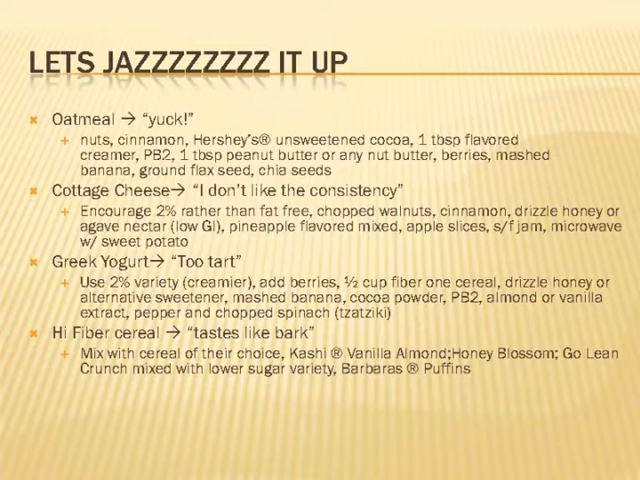 LETS JAZZZZZZZZ IT UP
Oatmeal → “yuck!”
nuts, cinnamon, Hershey’s® unsweetened cocoa, 1 tbsp flavored
creamer, PB2, 1 tbsp peanut butter or any nut butter, berries, mashed
banana, ground flax seed, chia seeds
Cottage Cheese→ “I don’t like the consistency”
Encourage 2% rather than fat free, chopped walnuts, cinnamon, drizzle honey or
agave nectar (low GI), pineapple flavored mixed, apple slices, s/f jam, microwave
w/ sweet potato
Greek Yogurt→ “Too tart”
Use 2% variety (creamier), add berries, ½ cup fiber one cereal, drizzle honey or
alternative sweetener, mashed banana, cocoa powder, PB2, almond or vanilla
extract, pepper and chopped spinach (tzatziki)
Hi Fiber cereal → “tastes like bark”
Mix with cereal of their choice, Kashi ® Vanilla Almond;Honey Blossom; Go Lean
Crunch mixed with lower sugar variety, Barbaras ® Puffins